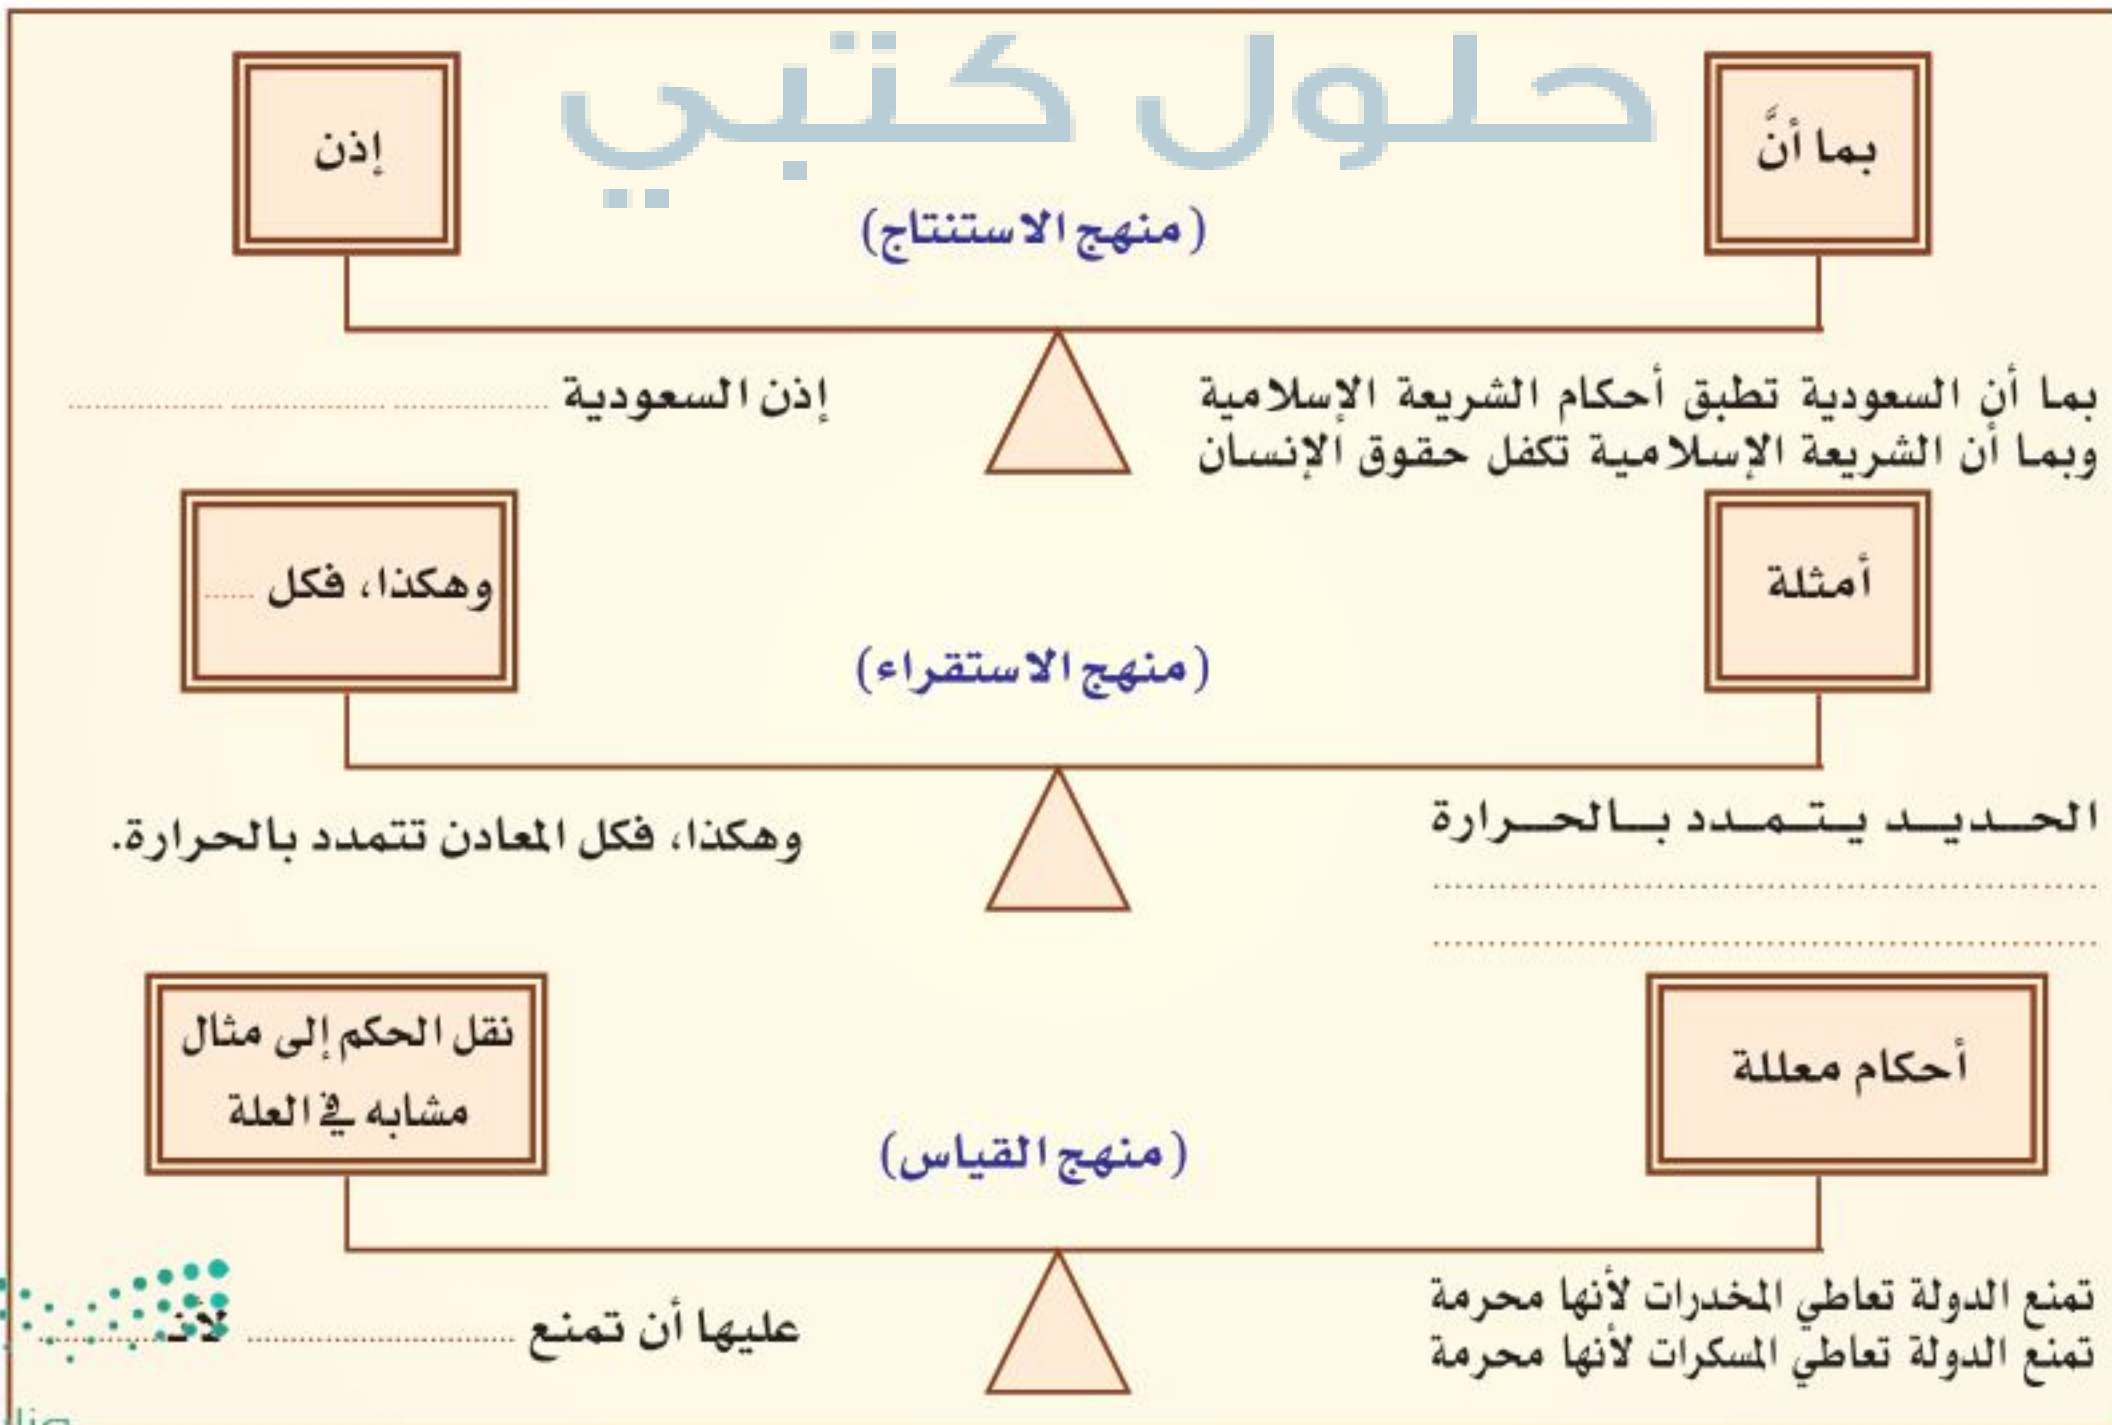 حلول كتبي
بما أنَّ
إذن
(منهج الاستنتاج)
بما أن السعودية تطبق أحكام الشريعة الإسلامية
وبما أن الشريعة الإسلامية تكفل حقوق الإنسان
إذن السعودية ........................
أمثلة
وهكذا، فكل ......
(منهج الاستقراء)
الحديد يتمدد بالحرارة
........................
........................
وهكذا، فكل المعادن تتمدد بالحرارة.
أحكام معللة
نقل الحكم إلى مثال
مشابه في العلة
(منهج القياس)
تمنع الدولة تعاطي المخدرات لأنها محرمة
تمنع الدولة تعاطي المسكرات لأنها محرمة
عليها أن تمنع ............ لأنـ ............